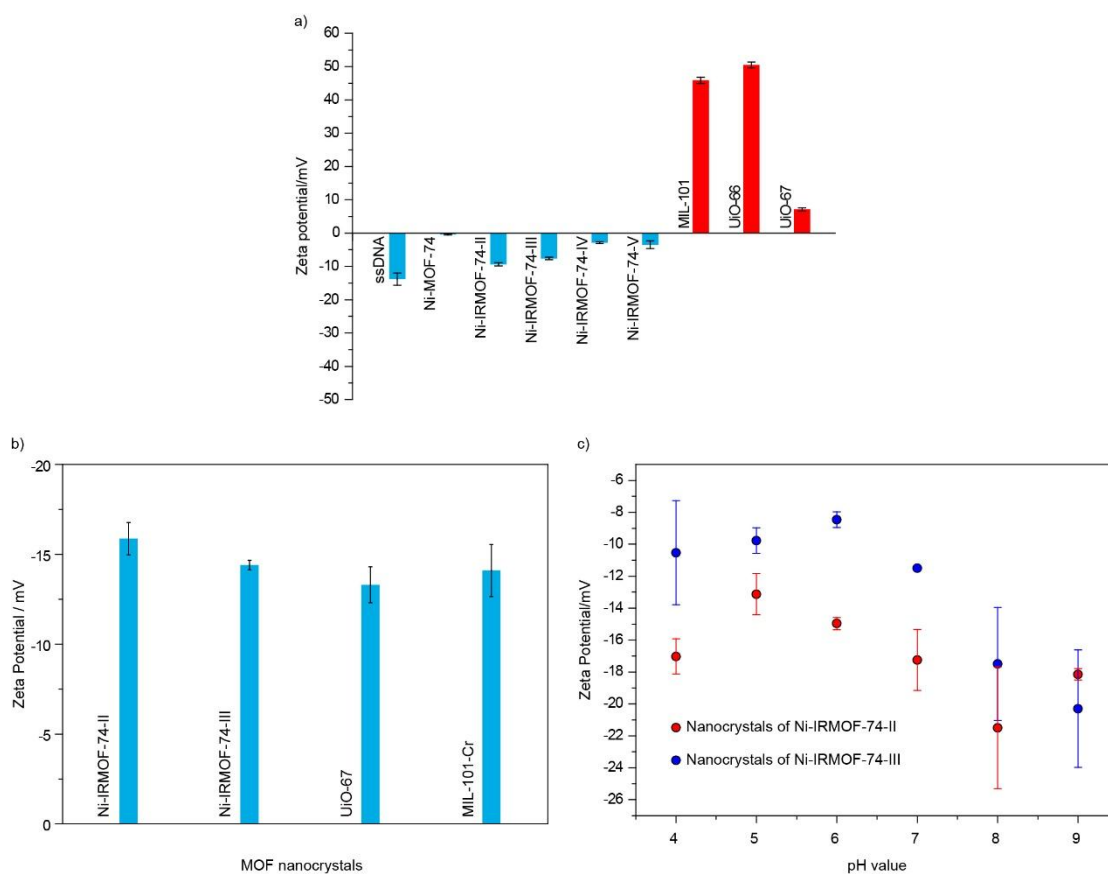 a)
60
50
40
30
20
10
0
-10
-20
-30
-40
-50
Zeta potential/mV
ssDNA
Ni-MOF-74
Ni-IRMOF-74-II
Ni-IRMOF-74-III
Ni-IRMOF-74-IV
Ni-IRMOF-74-V
MIL-101
UiO-66
UiO-67
b)
-20
-15
-10
-5
0
Zeta Potential / mV
Ni-IRMOF-74-II
Ni-IRMOF-74-III
UiO-67
MIL-101-Cr
MOF nanocrystals
c)
-6
-8
-10
-12
-14
-16
-18
-20
-22
-24
-26
Zeta Potential/mV
Nanocrystals of Ni-IRMOF-74-II
Nanocrystals of Ni-IRMOF-74-III
4 5 6 7 8 9
pH value